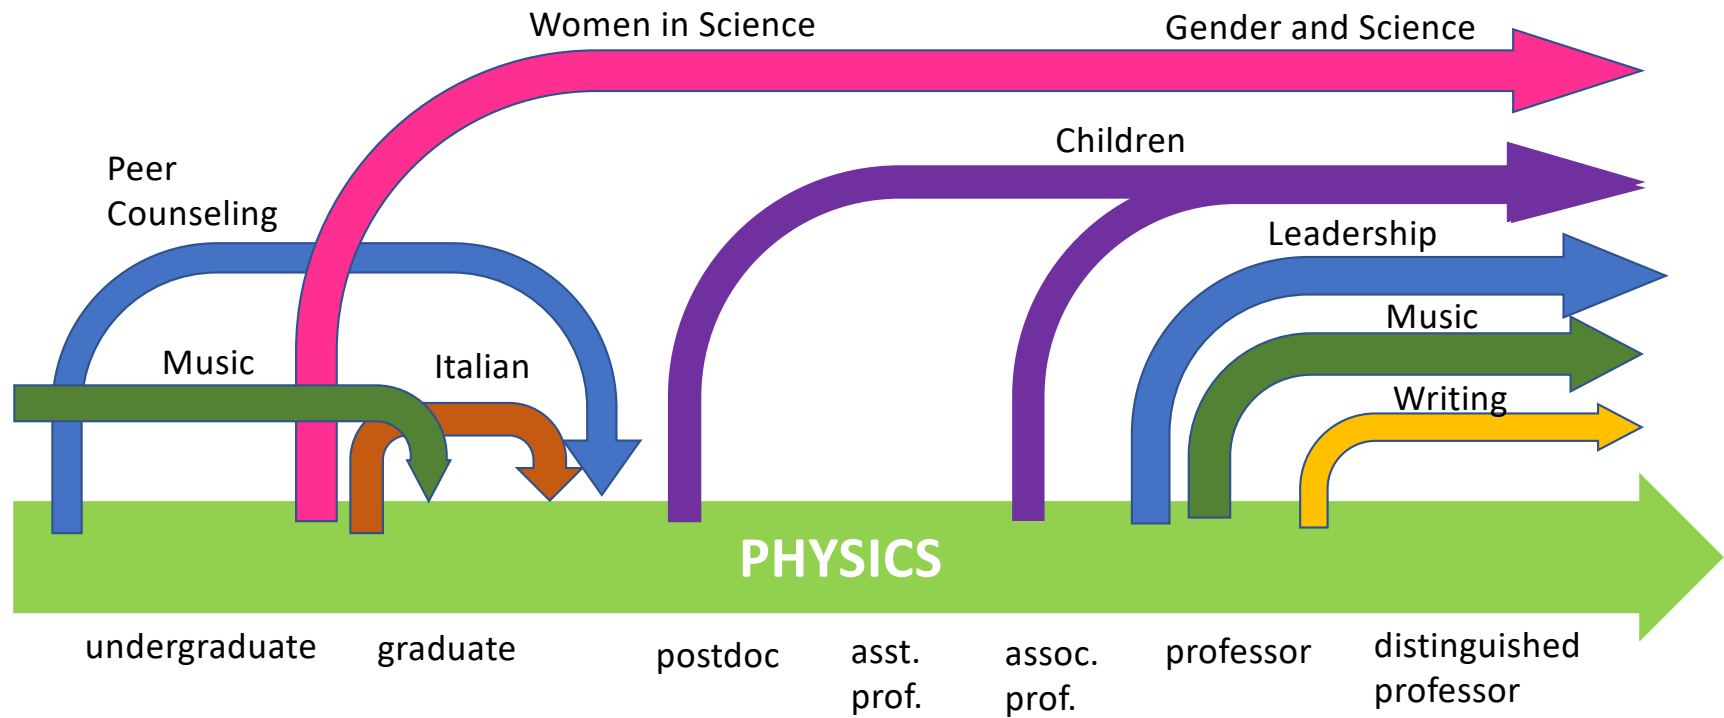 Women in Science
Gender and Science
Children
Peer
Counseling
Leadership
Music
Music
Italian
Writing
PHYSICS
undergraduate
graduate
postdoc
asst.
prof.
assoc.
prof.
professor
distinguished
professor